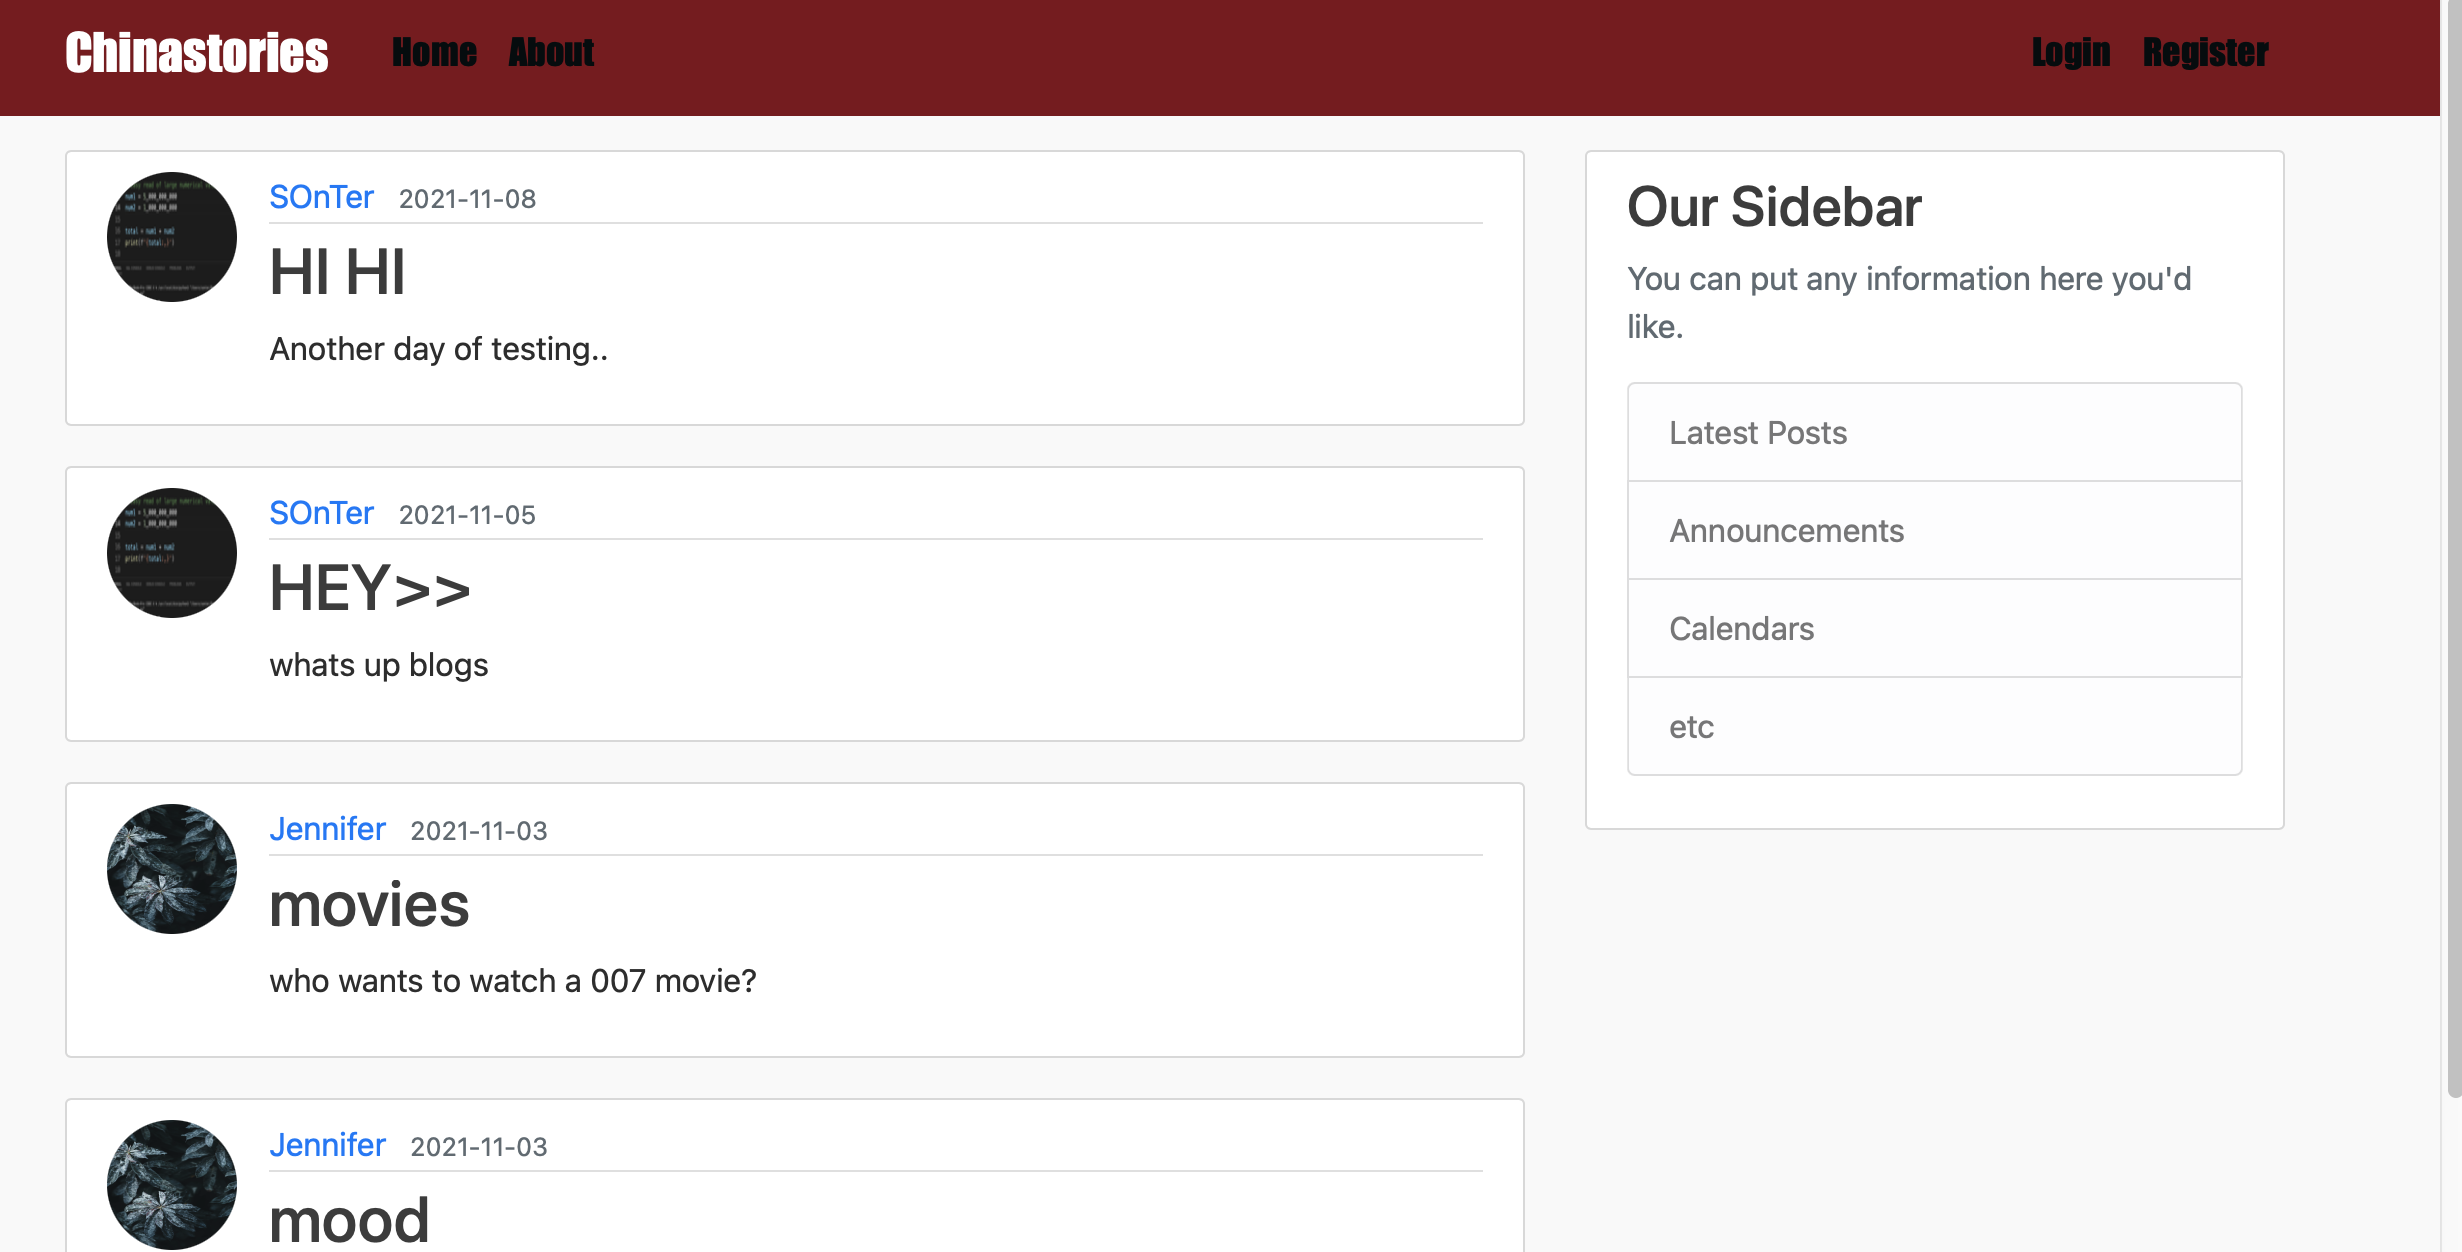 Chinastories Home About Login Register
SOnTer 2021-11-08
HI HI
Another day of testing..
SOnTer 2021-11-05
HEY>>
whats up blogs
Jennifer 2021-11-03
movies
who wants to watch a 007 movie?
Jennifer 2021-11-03
mood
Our Sidebar
You can put any information here you'd
like.
Latest Posts
Announcements
Calendars
etc